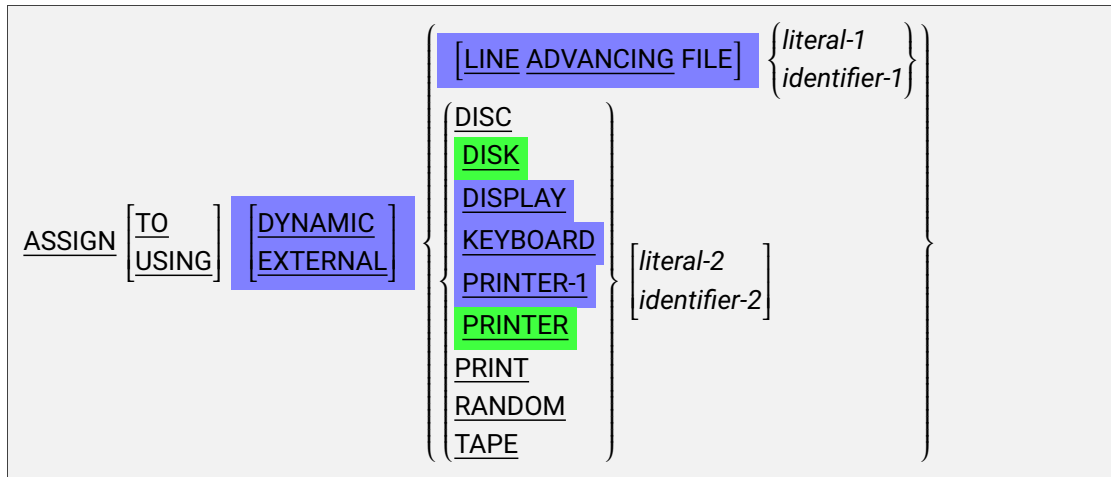 [LINE ADVANCING FILE] {literal-1
identifier-1}
DISC
DISK
DISPLAY
ASSIGN [TO
USING] [DYNAMIC
EXTERNAL]
KEYBOARD
PRINTER-1
PRINTER
PRINT
RANDOM
TAPE
[literal-2
identifier-2]